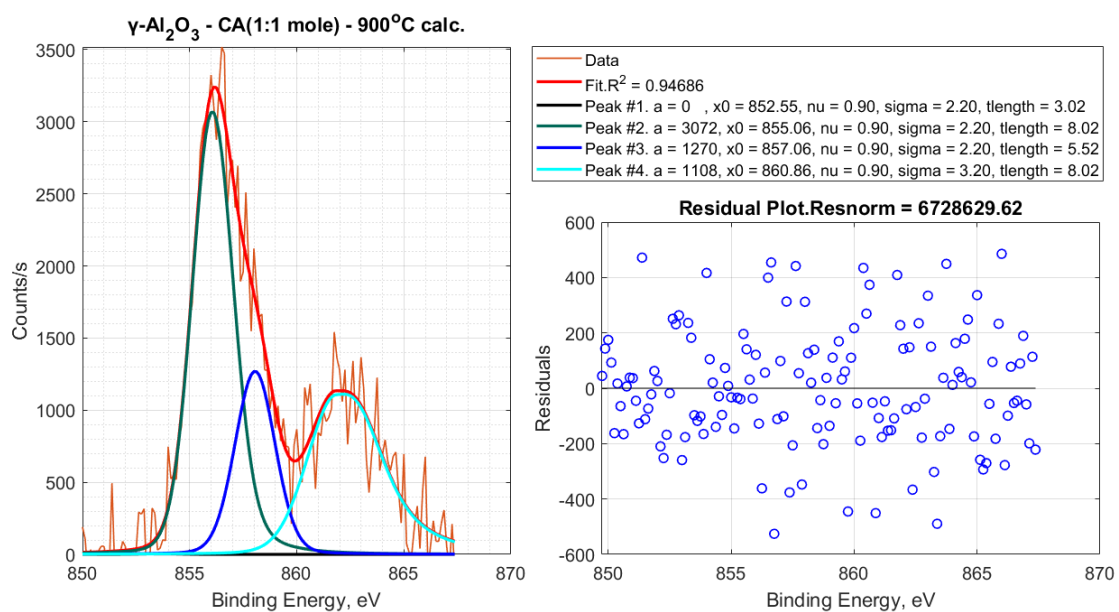 γ-Al2O3 - CA(1:1 mole) - 900oC calc.
3500
3000
2500
2000
1500
1000
500
0
Counts/s
850 855 860 865 870
Binding Energy, eV
Data
Fit.R2 = 0.94686
Peak #1. a = 0 , x0 = 852.55, nu = 0.90, sigma = 2.20, tlength = 3.02
Peak #2. a = 3072, x0 = 855.06, nu = 0.90, sigma = 2.20, tlength = 8.02
Peak #3. a = 1270, x0 = 857.06, nu = 0.90, sigma = 2.20, tlength = 5.52
Peak #4. a = 1108, x0 = 860.86, nu = 0.90, sigma = 3.20, tlength = 8.02
Residual Plot.Resnorm = 6728629.62
600
400
200
0
-200
-400
-600
Residuals
850 855 860 865 870
Binding Energy, eV